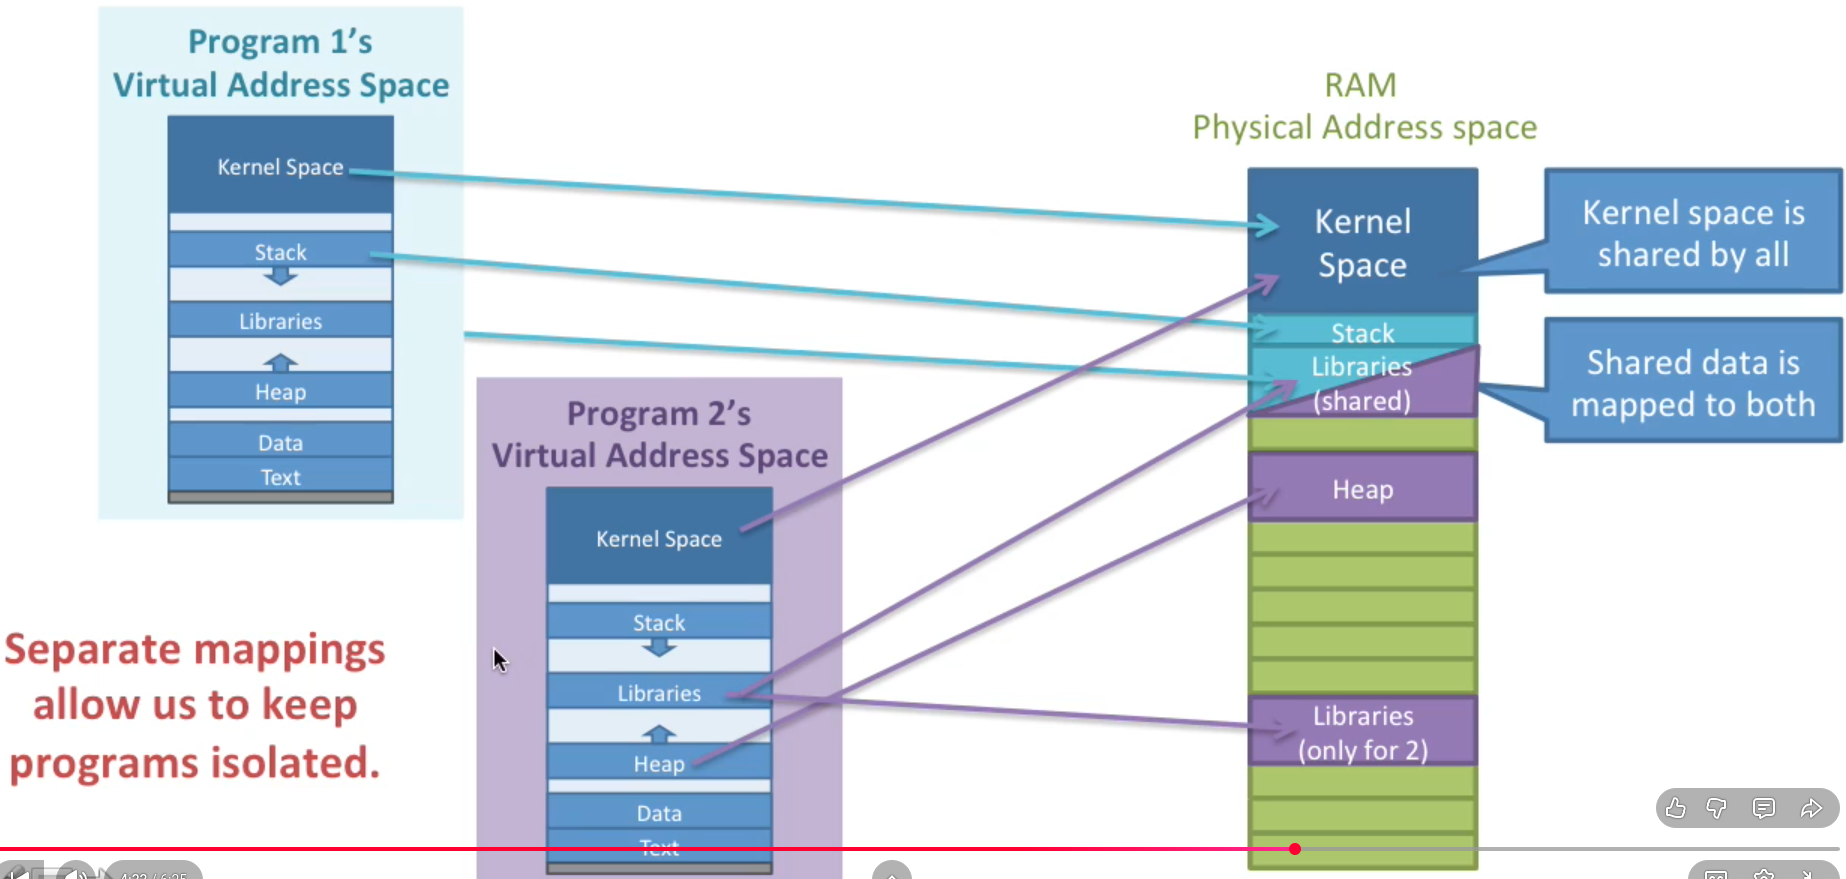 Program 1's
Virtual Address Space
Kernel Space
Stack
Libraries
Heap
Data
Text
Program 2's
Virtual Address Space
Kernel Space
Stack
Libraries
Heap
Data
Text
Separate mappings
allow us to keep
programs isolated.
RAM
Physical Address space
Kernel
Space
Stack
Libraries
(shared)
Heap
Libraries
(only for 2)
Kernel space is
shared by all
Shared data is
mapped to both